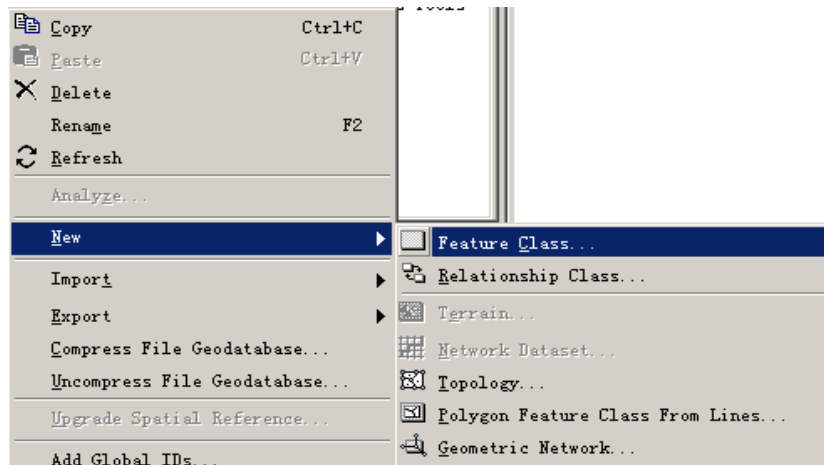 Copy Ctrl+C
Paste Ctrl+V
Delete
Rename F2
Refresh
Analyze...
New
Import
Export
Compress File Geodatabase...
Uncompress File Geodatabase...
Upgrade Spatial Reference...
Add Global IDs...
Feature Class...
Relationship Class...
Terrain...
Network Dataset...
Topology...
Polygon Feature Class From Lines...
Geometric Network...